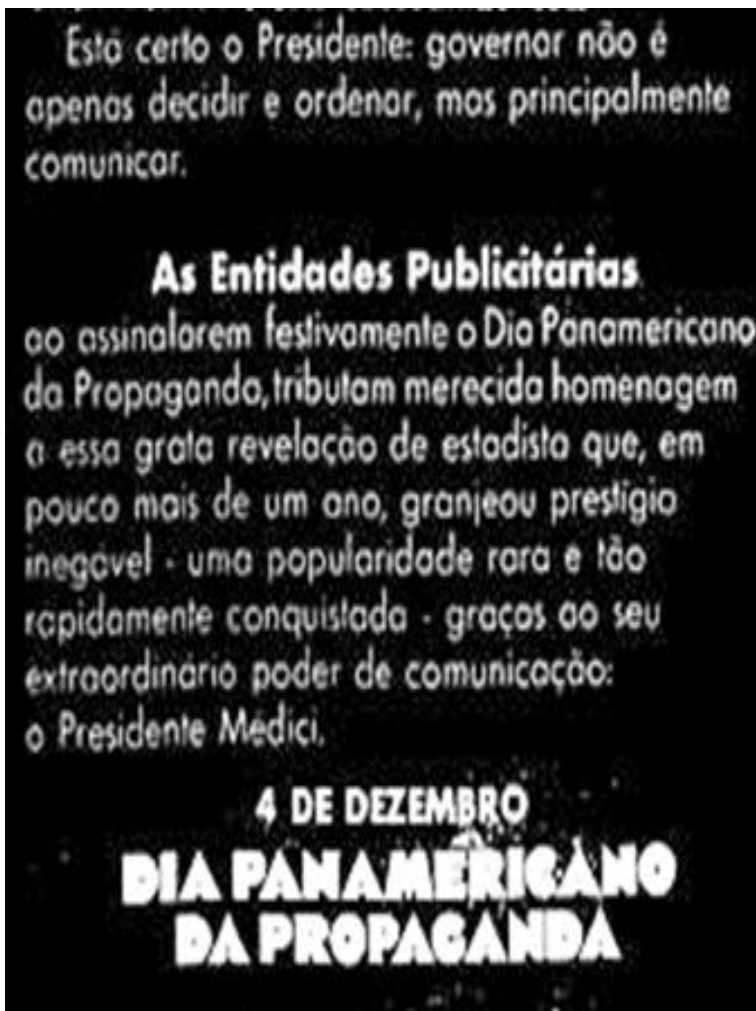 Está certo o Presidente: governar não é
apenas decidir e ordenar, mas principalmente
comunicar.
As Entidades Publicitárias
ao assinalarem festivamente o Dia Panamericano
da Propaganda, tributam merecida homenagem
a essa grata revelação de estadista que, em
pouco mais de um ano, granjeou prestígio
inegável - uma popularidade rara e tão
rapidamente conquistada - graças ao seu
extraordinário poder de comunicação:
o Presidente Médici.
4 DE DEZEMBRO
DIA PANAMERICANO
DA PROPAGANDA